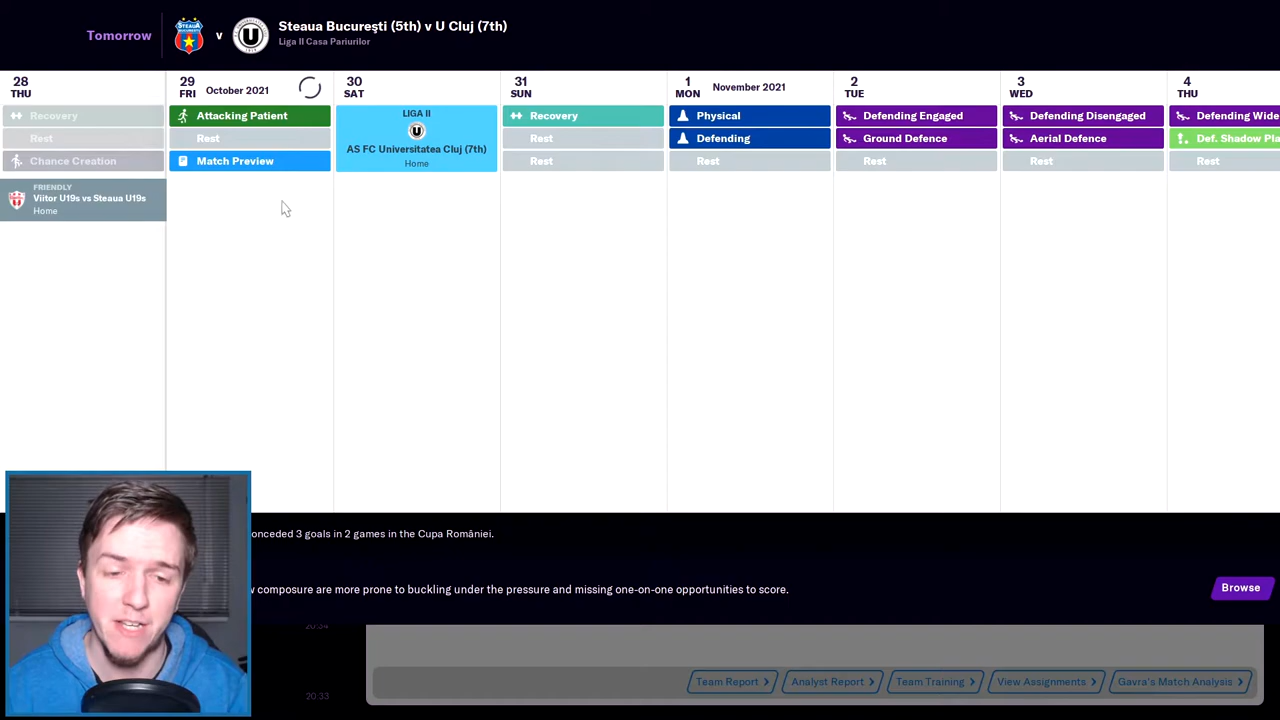 Tomorrow
v
Steaua Bucureşti (5th) v U Cluj (7th)
Liga II Casa Pariurilor
28
THU
29
FRI
October 2021
30
SAT
31
SUN
1
MON
November 2021
2
TUE
3
WED
4
THU
Recovery
Rest
Chance Creation
FRIENDLY
Viitor U19s vs Steaua U19s
Home
Attacking Patient
Rest
Match Preview
LIGA II
AS FC Universitatea Cluj (7th)
Home
Recovery
Rest
Rest
Physical
Defending
Rest
Defending Engaged
Ground Defence
Rest
Defending Disengaged
Aerial Defence
Rest
Defending Wide
Def. Shadow Pla
Rest
onceded 3 goals in 2 games in the Cupa României.
composure are more prone to buckling under the pressure and missing one-on-one opportunities to score.
Browse
20:34
20:33
Team Report
Analyst Report
Team Training
View Assignments
Gavra's Match Analysis